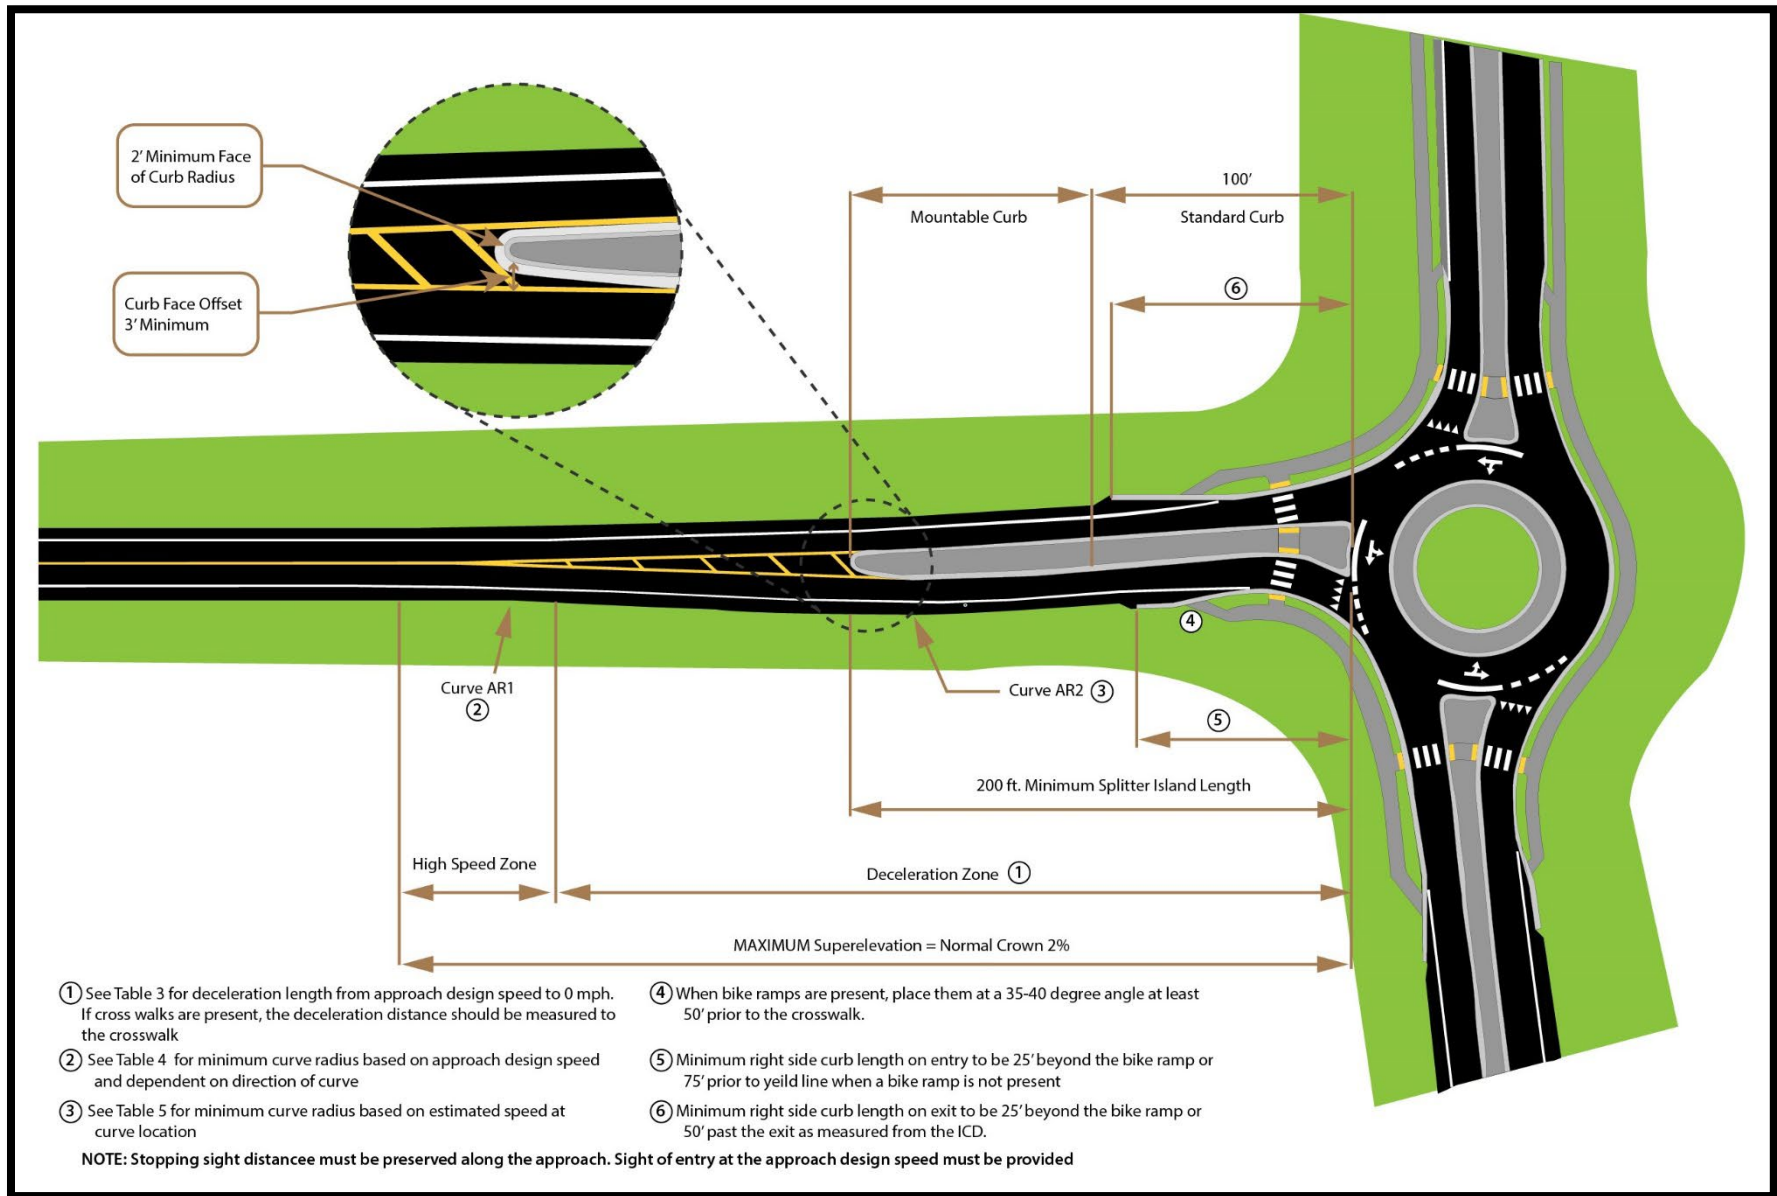 2' Minimum Face
of Curb Radius
Curb Face Offset
3' Minimum
Mountable Curb
100'
Standard Curb
6
4
Curve AR1
2
Curve AR2 3
5
200 ft. Minimum Splitter Island Length
High Speed Zone
Deceleration Zone 1
MAXIMUM Superelevation = Normal Crown 2%
1 See Table 3 for deceleration length from approach design speed to 0 mph.
If cross walks are present, the deceleration distance should be measured to
the crosswalk
2 See Table 4 for minimum curve radius based on approach design speed
and dependent on direction of curve
3 See Table 5 for minimum curve radius based on estimated speed at
curve location
4 When bike ramps are present, place them at a 35-40 degree angle at least
50' prior to the crosswalk.
5 Minimum right side curb length on entry to be 25' beyond the bike ramp or
75' prior to yeild line when a bike ramp is not present
6 Minimum right side curb length on exit to be 25' beyond the bike ramp or
50' past the exit as measured from the ICD.
NOTE: Stopping sight distancee must be preserved along the approach. Sight of entry at the approach design speed must be provided